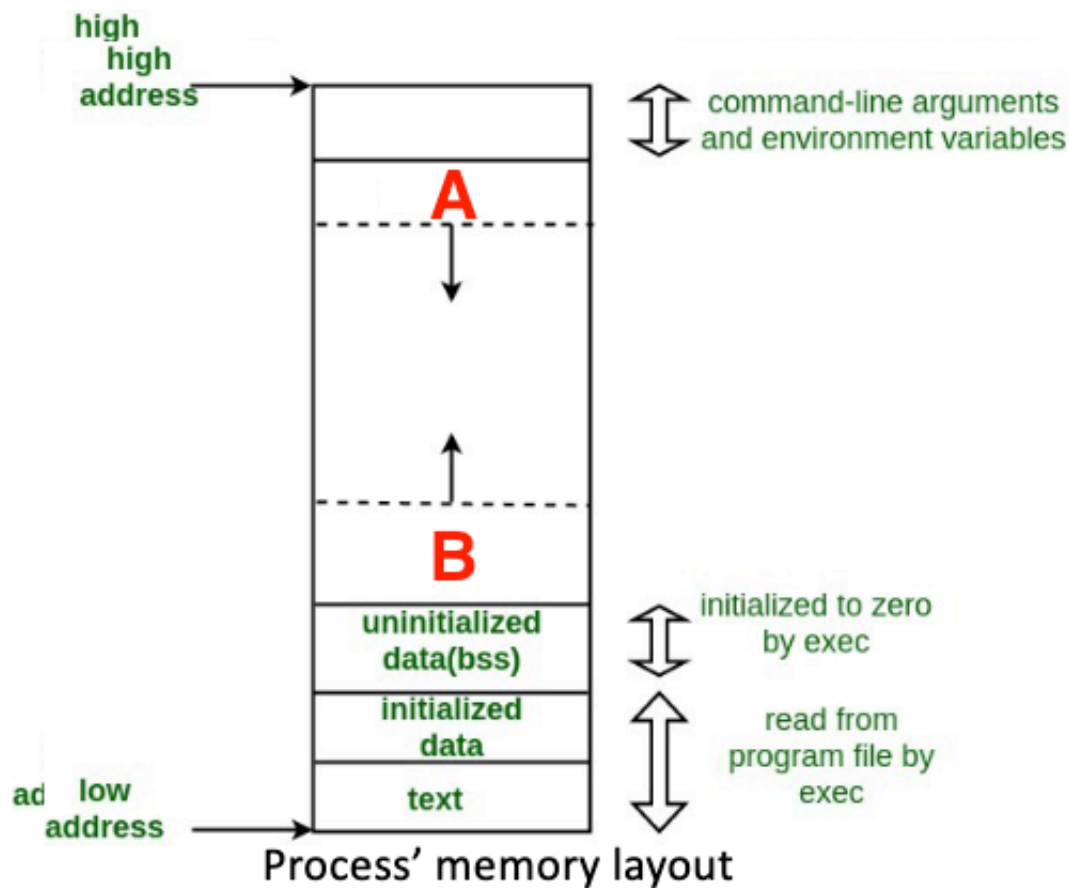 high
high
address
command-line arguments
and environment variables
A
B
uninitialized
data(bss)
initialized to zero
by exec
initialized
data
read from
program file by
exec
text
ad low
address
Process’ memory layout